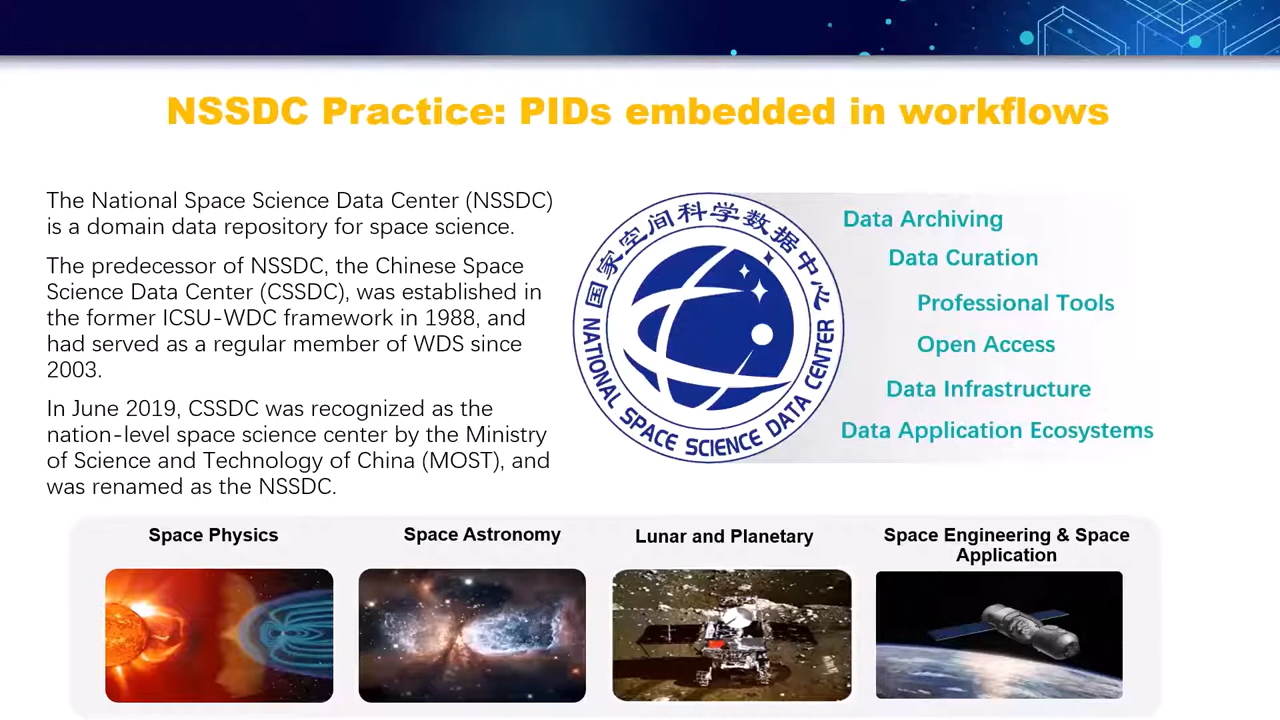 NSSDC Practice: PIDs embedded in workflows
The National Space Science Data Center (NSSDC)
is a domain data repository for space science.
The predecessor of NSSDC, the Chinese Space
Science Data Center (CSSDC), was established in
the former ICSU-WDC framework in 1988, and
had served as a regular member of WDS since
2003.
In June 2019, CSSDC was recognized as the
nation-level space science center by the Ministry
of Science and Technology of China (MOST), and
was renamed as the NSSDC.
国家空间科学数据中心
NATIONAL SPACE SCIENCE DATA CENTER
Data Archiving
Data Curation
Professional Tools
Open Access
Data Infrastructure
Data Application Ecosystems
Space Physics
Space Astronomy
Lunar and Planetary
Space Engineering & Space
Application